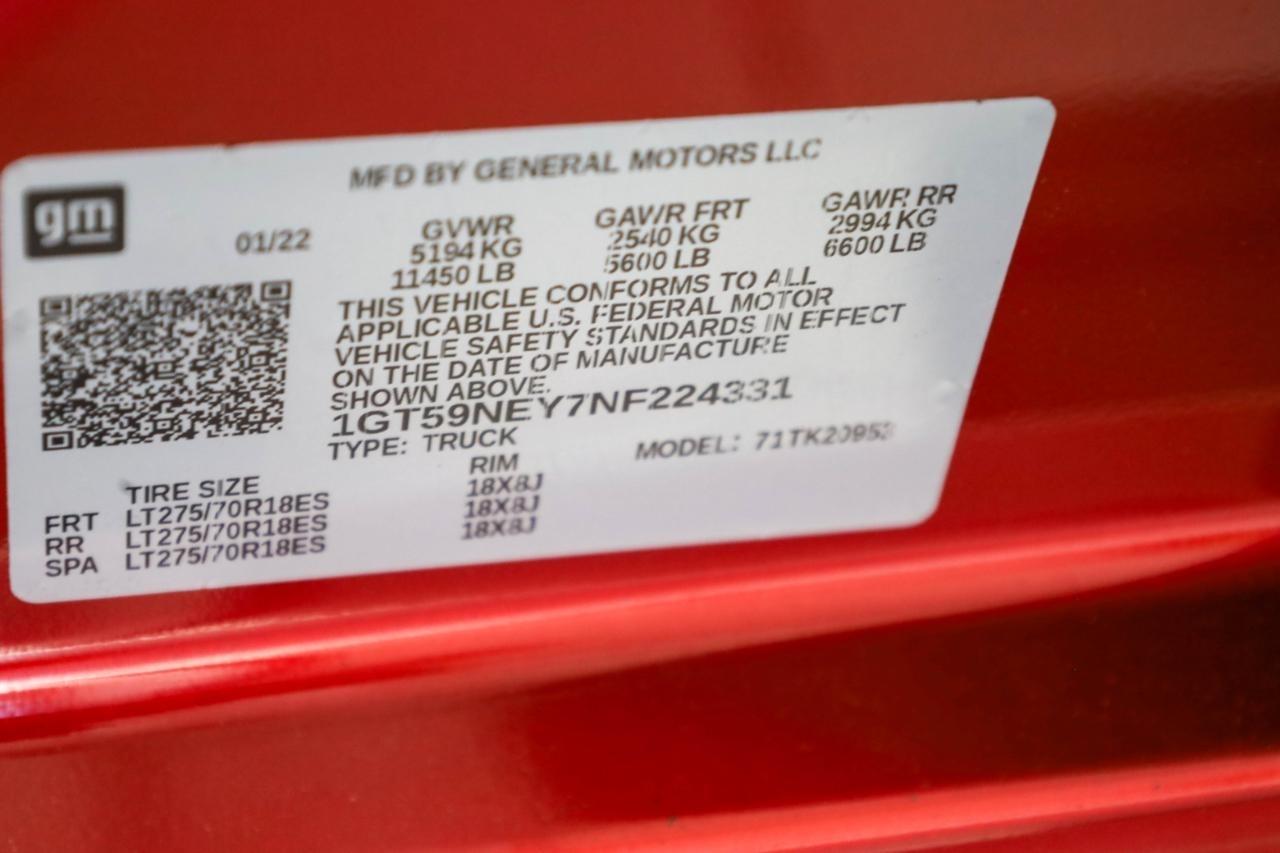 MFD BY GENERAL MOTORS LLC
gm
01/22
GVWR GAWR FRT GAWR RR
5194 KG 2540 KG 2994 KG
11450 LB 5600 LB 6600 LB
THIS VEHICLE CONFORMS TO ALL
APPLICABLE U.S. FEDERAL MOTOR
VEHICLE SAFETY STANDARDS IN EFFECT
ON THE DATE OF MANUFACTURE
SHOWN ABOVE.
1GT59NEY7NF224331
TYPE: TRUCK MODEL: 71TK20953
TIRE SIZE RIM
FRT LT275/70R18ES 18X8J
RR LT275/70R18ES 18X8J
SPA LT275/70R18ES 18X8J